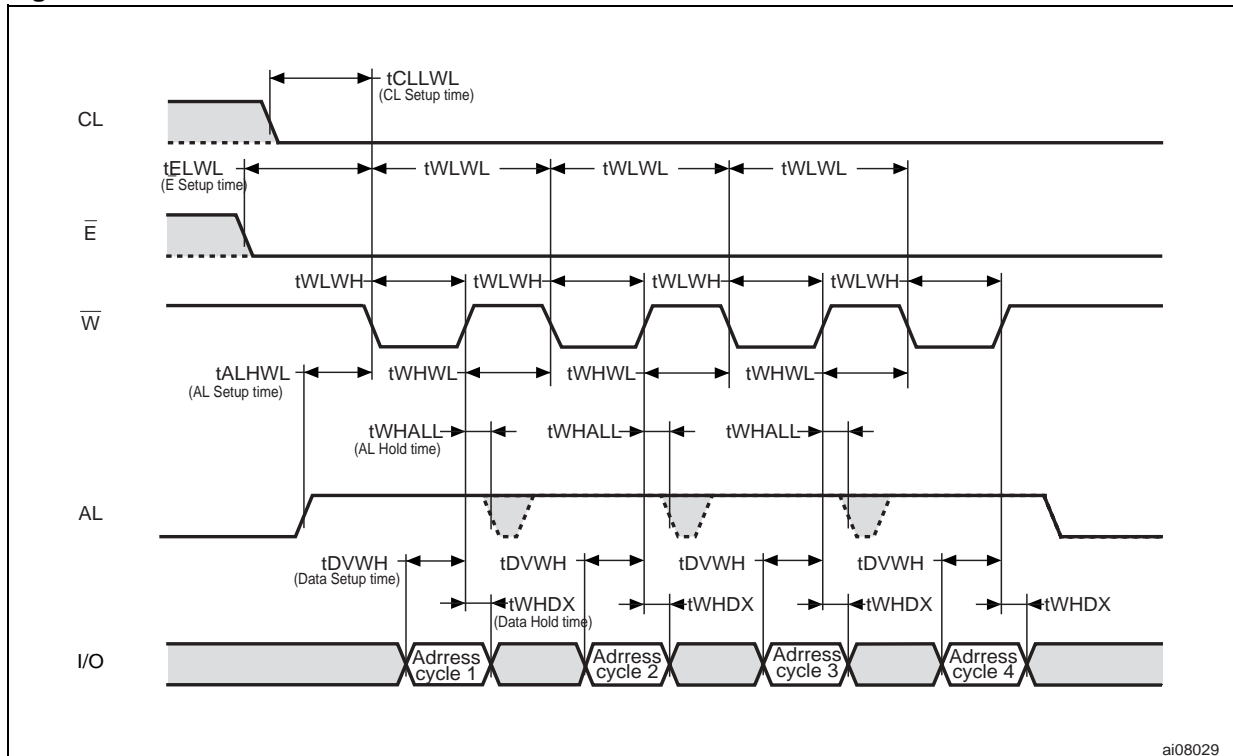 tCLLWL
(CL Setup time)
CL
tELWL
(E Setup time)
tWLWL
tWLWL
tWLWL
E
tWLWH
tWLWH
tWLWH
tWLWH
W
tALHWL
(AL Setup time)
tWHWL
tWHWL
tWHWL
tWHALL
(AL Hold time)
tWHALL
tWHALL
AL
tDVWH
(Data Setup time)
tDVWH
tDVWH
tDVWH
tWHDX
(Data Hold time)
tWHDX
tWHDX
tWHDX
I/O
Adrress
cycle 1
Adrress
cycle 2
Adrress
cycle 3
Adrress
cycle 4
ai08029